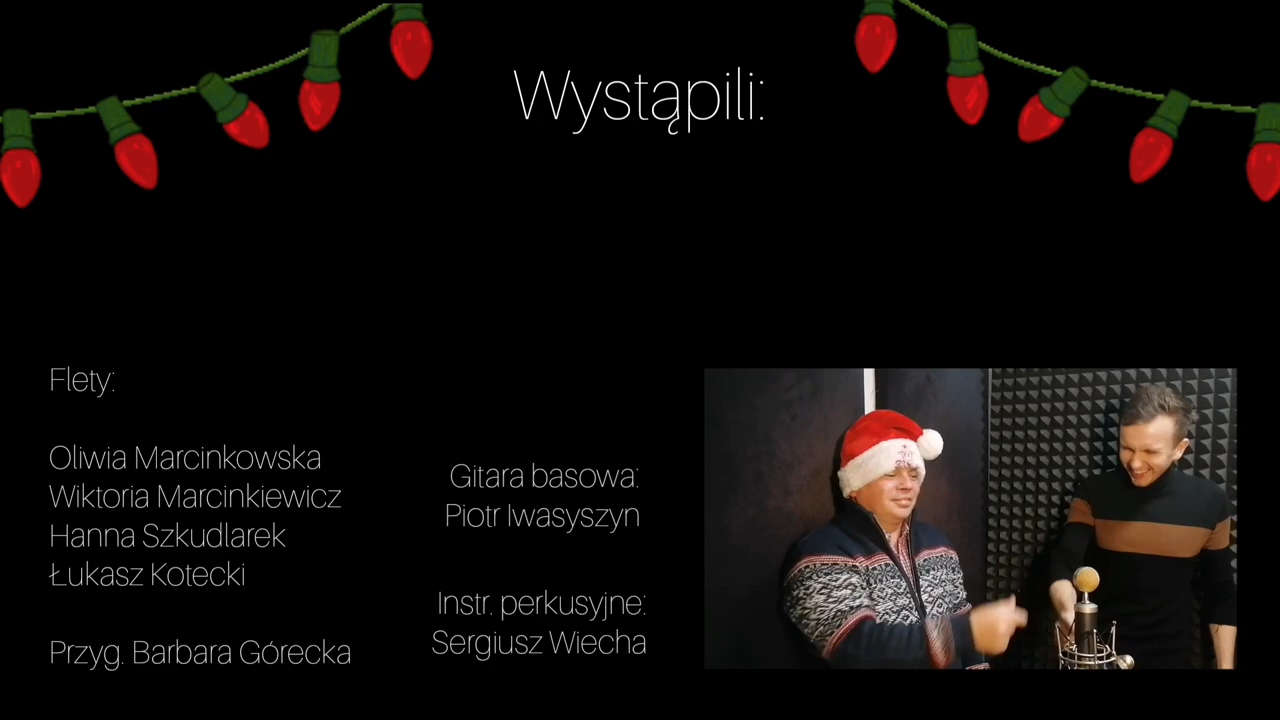 Wystąpili:
Flety:
Oliwia Marcinkowska
Wiktoria Marcinkiewicz
Hanna Szkudlarek
Łukasz Kotecki
Przyg. Barbara Górecka
Gitara basowa:
Piotr Iwasyszyn
Instr. perkusyjne:
Sergiusz Wiecha